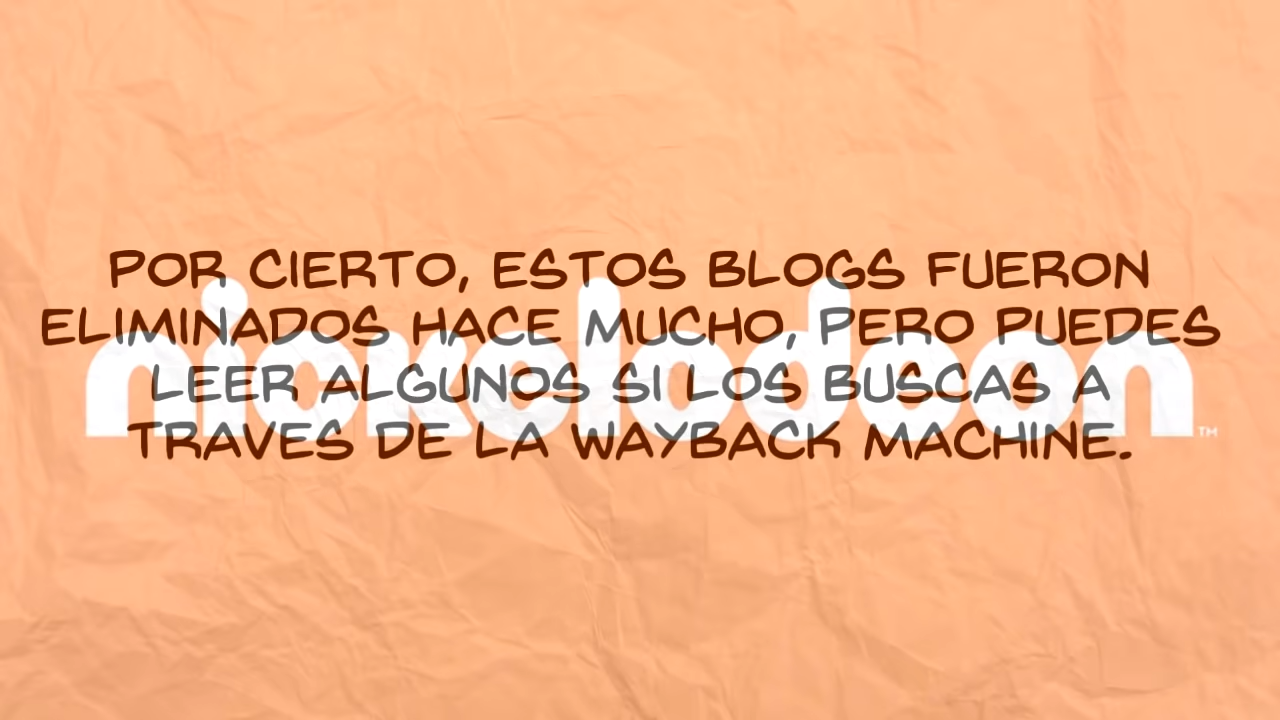 POR CIERTO, ESTOS BLOGS FUERON
ELIMINADOS HACE MUCHO, PERO PUEDES
LEER ALGUNOS SI LOS BUSCAS A
TRAVES DE LA WAYBACK MACHINE.
nickelodeon TM